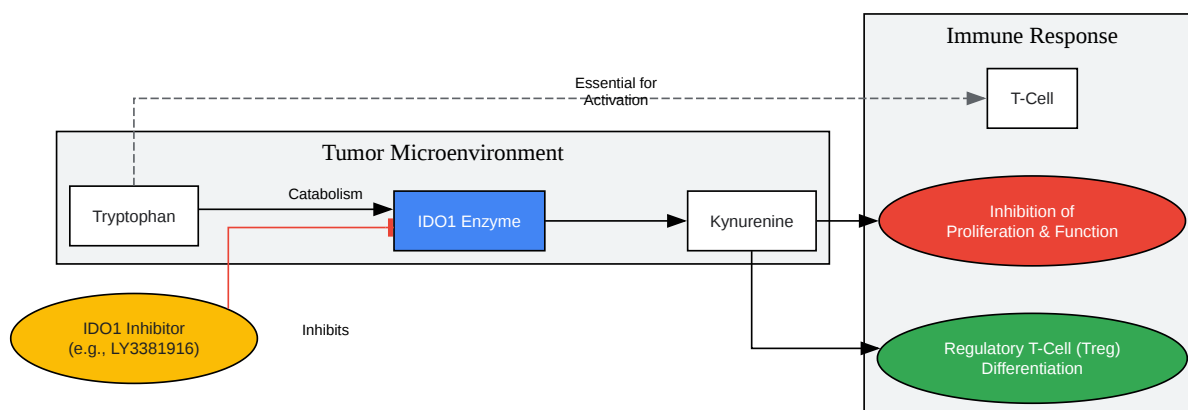 Immune Response
Essential for
Activation
T-Cell
Tumor Microenvironment
Catabolism
Tryptophan
IDO1 Enzyme
Kynurenine
Inhibition of
Proliferation & Function
IDO1 Inhibitor
(e.g., LY3381916)
Inhibits
Regulatory T-Cell (Treg)
Differentiation